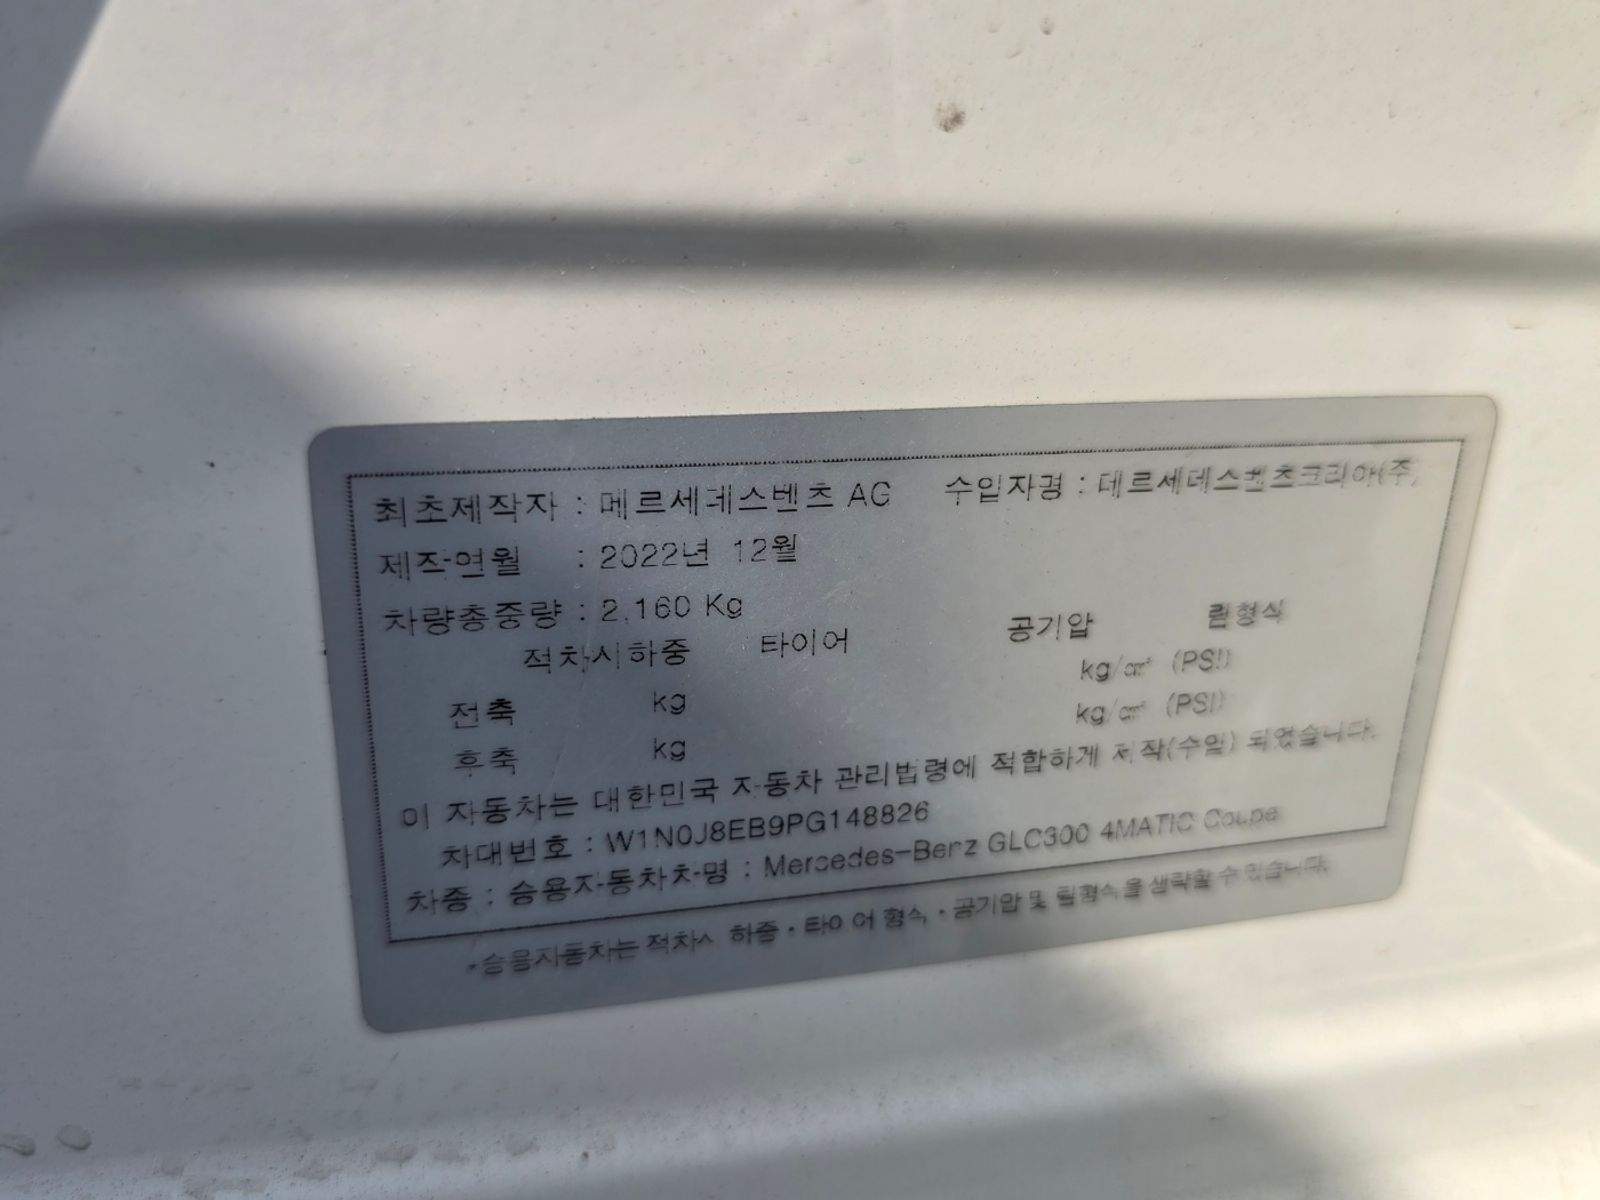 최초제작자 : 메르세데스벤츠 AG 수입자명 : 메르세데스벤츠코리아(주)
제작연월 : 2022년 12월
차량총중량 : 2,160 Kg
적차시하중 타이어 공기압 림형식
전축 kg kg/㎠ (PSI)
후축 kg kg/㎠ (PSI)
이 자동차는 대한민국 자동차 관리법령에 적합하게 제작(수입) 되었습니다.
차대번호 : W1N0J8EB9PG148826
차종 : 승용자동차차명 : Mercedes-Benz GLC300 4MATIC Coupe
*승용자동차는 적차시 하중·타이어 형식·공기압 및 림형식을 생략할 수 있습니다.